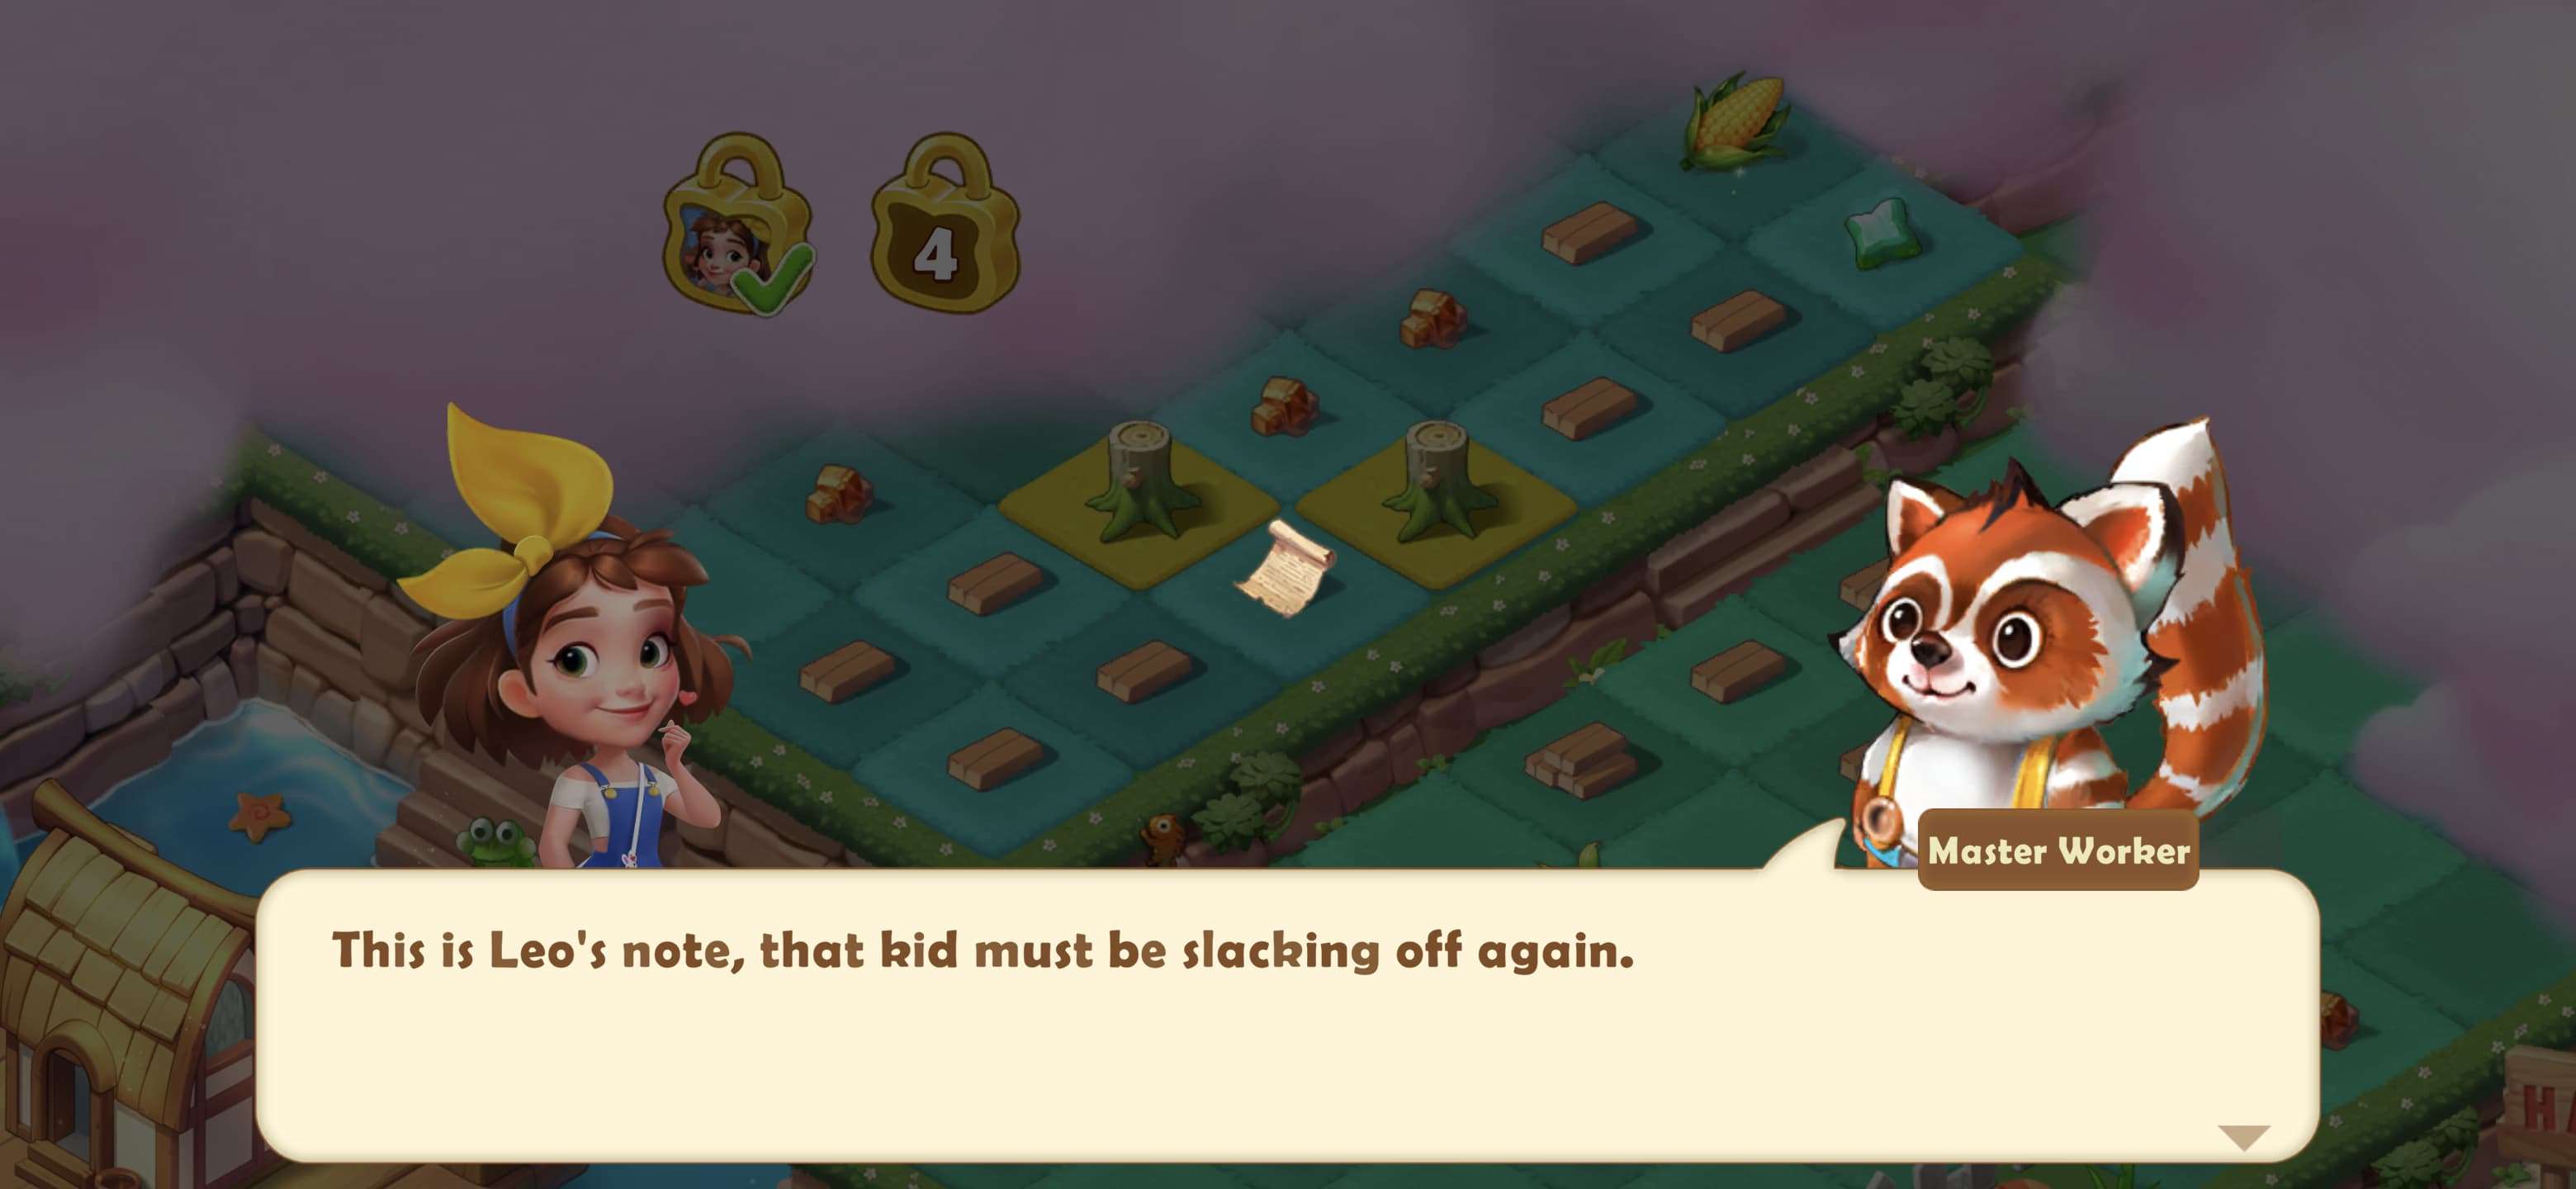 4
Master Worker
This is Leo's note, that kid must be slacking off again.